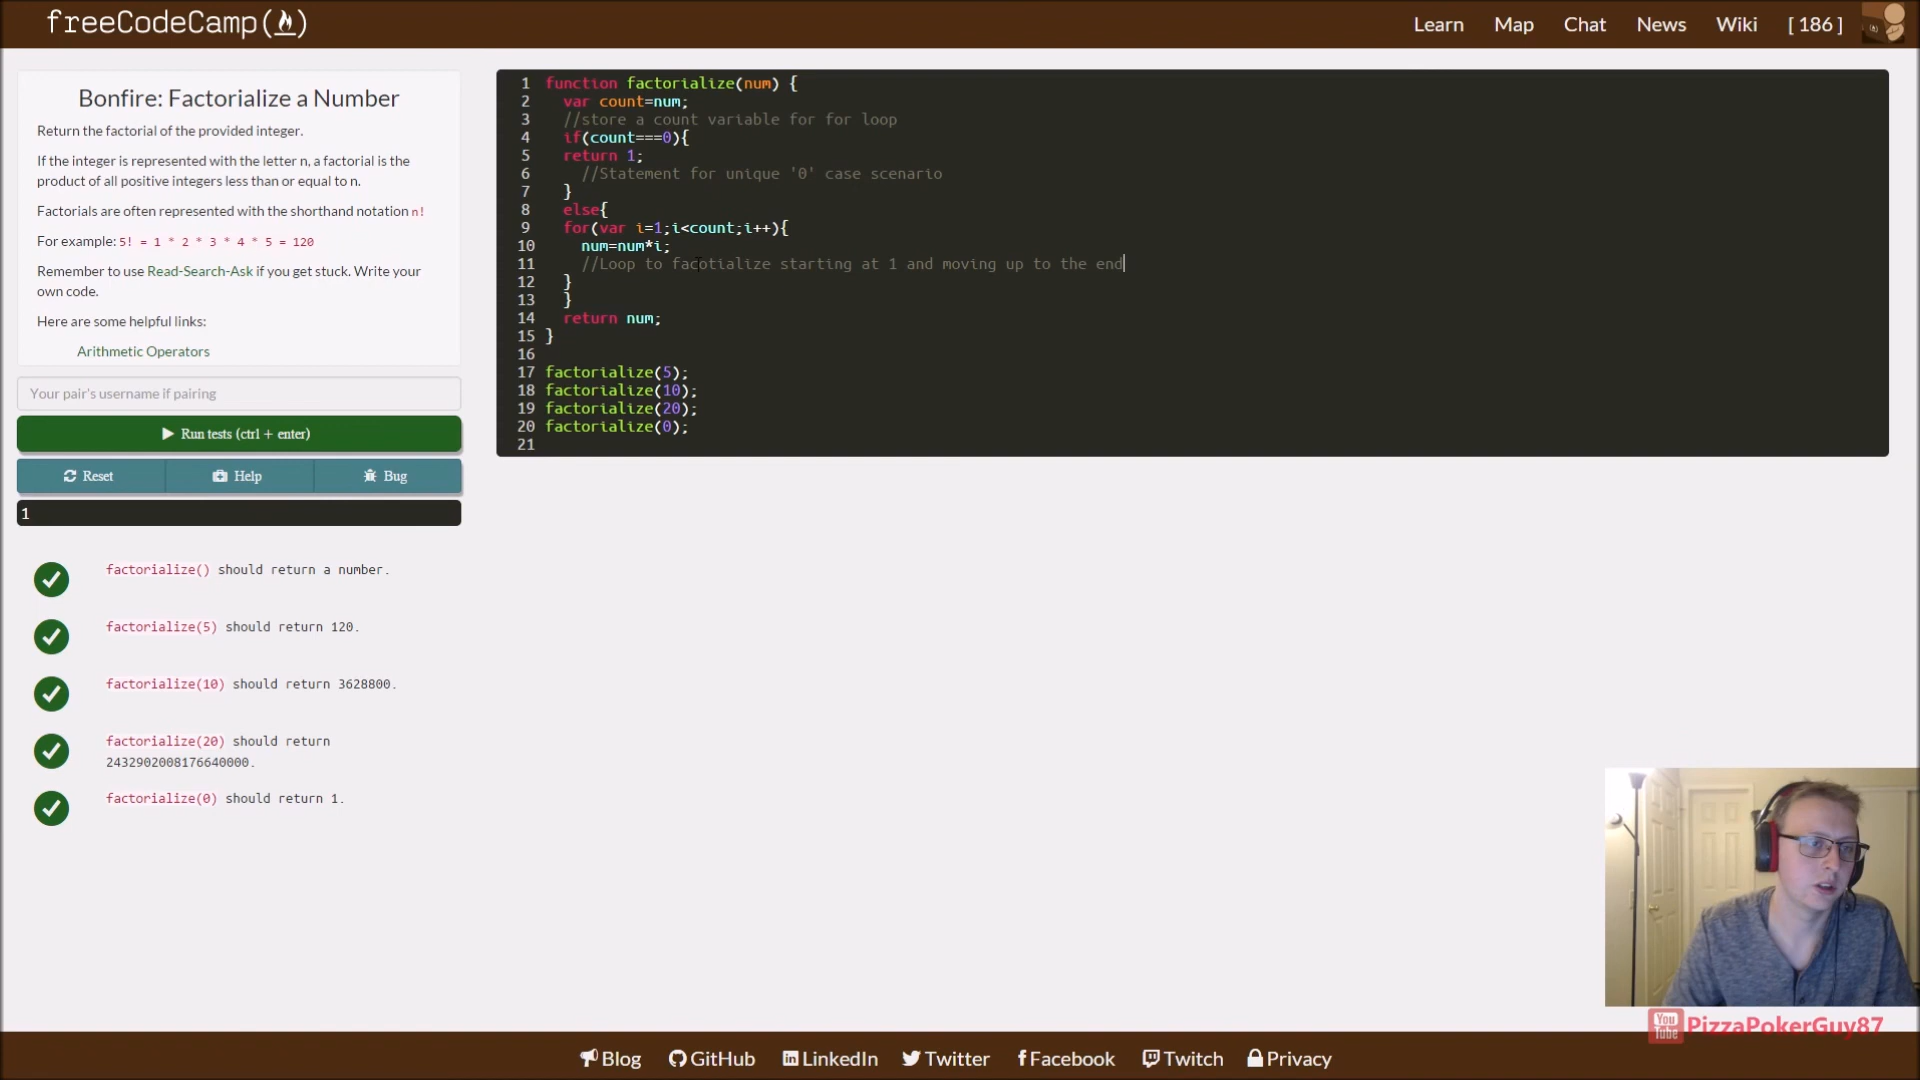 freeCodeCamp(🔥)
Learn Map Chat News Wiki [ 186 ]
Bonfire: Factorialize a Number
Return the factorial of the provided integer.
If the integer is represented with the letter n, a factorial is the
product of all positive integers less than or equal to n.
Factorials are often represented with the shorthand notation n!
For example: 5! = 1 * 2 * 3 * 4 * 5 = 120
Remember to use Read-Search-Ask if you get stuck. Write your
own code.
Here are some helpful links:
Arithmetic Operators
Your pair's username if pairing
Run tests (ctrl + enter)
Reset Help Bug
1
factorialize() should return a number.
factorialize(5) should return 120.
factorialize(10) should return 3628800.
factorialize(20) should return
2432902008176640000.
factorialize(0) should return 1.
1 function factorialize(num) {
2 var count=num;
3 //store a count variable for for loop
4 if(count===0){
5 return 1;
6 //Statement for unique '0' case scenario
7 }
8 else{
9 for(var i=1;i<count;i++){
10 num=num*i;
11 //Loop to facotialize starting at 1 and moving up to the end
12 }
13 }
14 return num;
15 }
16
17 factorialize(5);
18 factorialize(10);
19 factorialize(20);
20 factorialize(0);
21
You Tube PizzaPokerGuy87
Blog GitHub LinkedIn Twitter Facebook Twitch Privacy